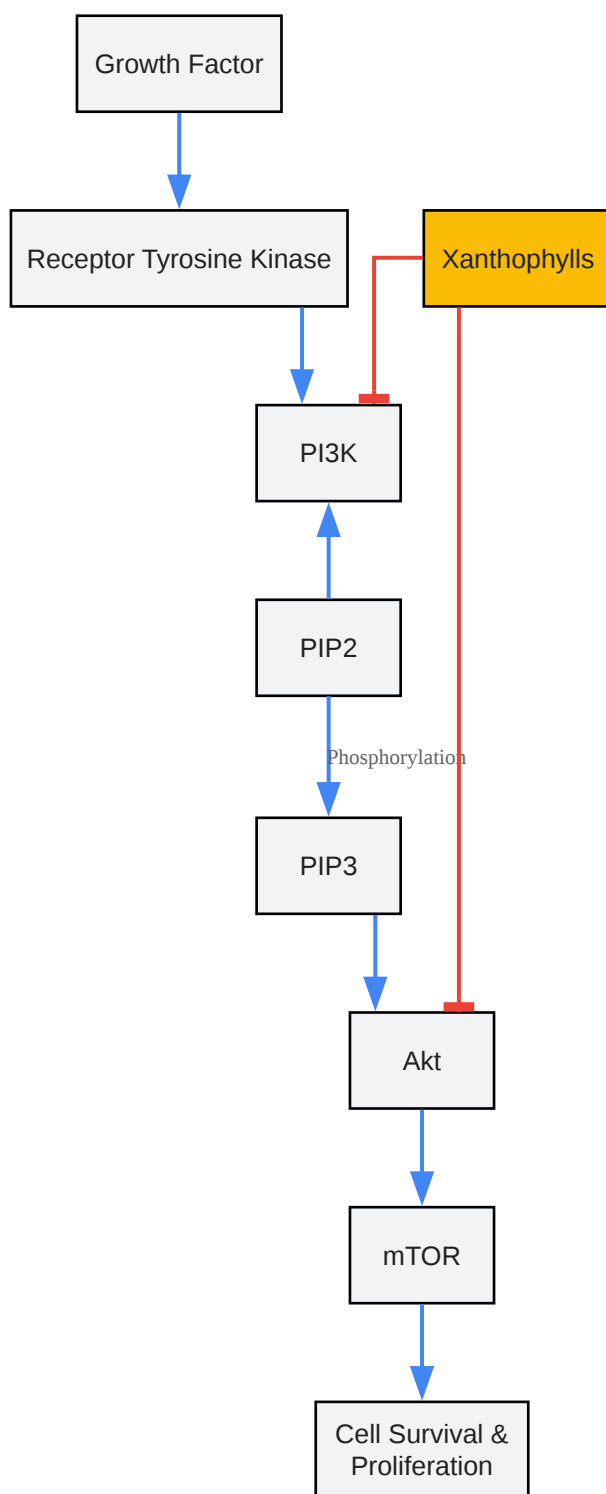 Growth Factor
Receptor Tyrosine Kinase
Xanthophylls
PI3K
PIP2
Phosphorylation
PIP3
Akt
mTOR
Cell Survival &
Proliferation